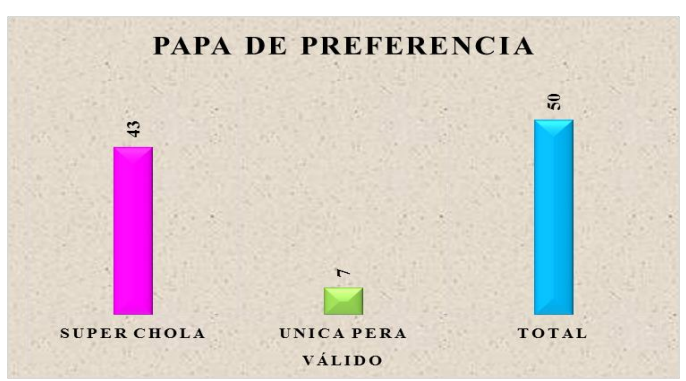 PAPA DE PREFERENCIA
43
7
50
SUPER CHOLA
UNICA PERA
TOTAL
VÁLIDO